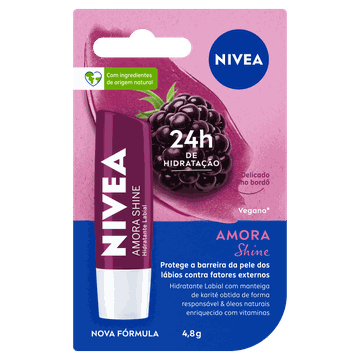 Com ingredientes
de origem natural
NIVEA
24h
DE
HIDRATAÇÃO
Delicado
bordô
Vegano*
NIVEA
AMORA SHINE
Hidratante Labial
AMORA
Shine
Protege a barreira da pele dos
lábios contra fatores externos
Hidratante Labial com manteiga
de karité obtida de forma
responsável & óleos naturais
enriquecido com vitaminas
NOVA FÓRMULA
4,8g